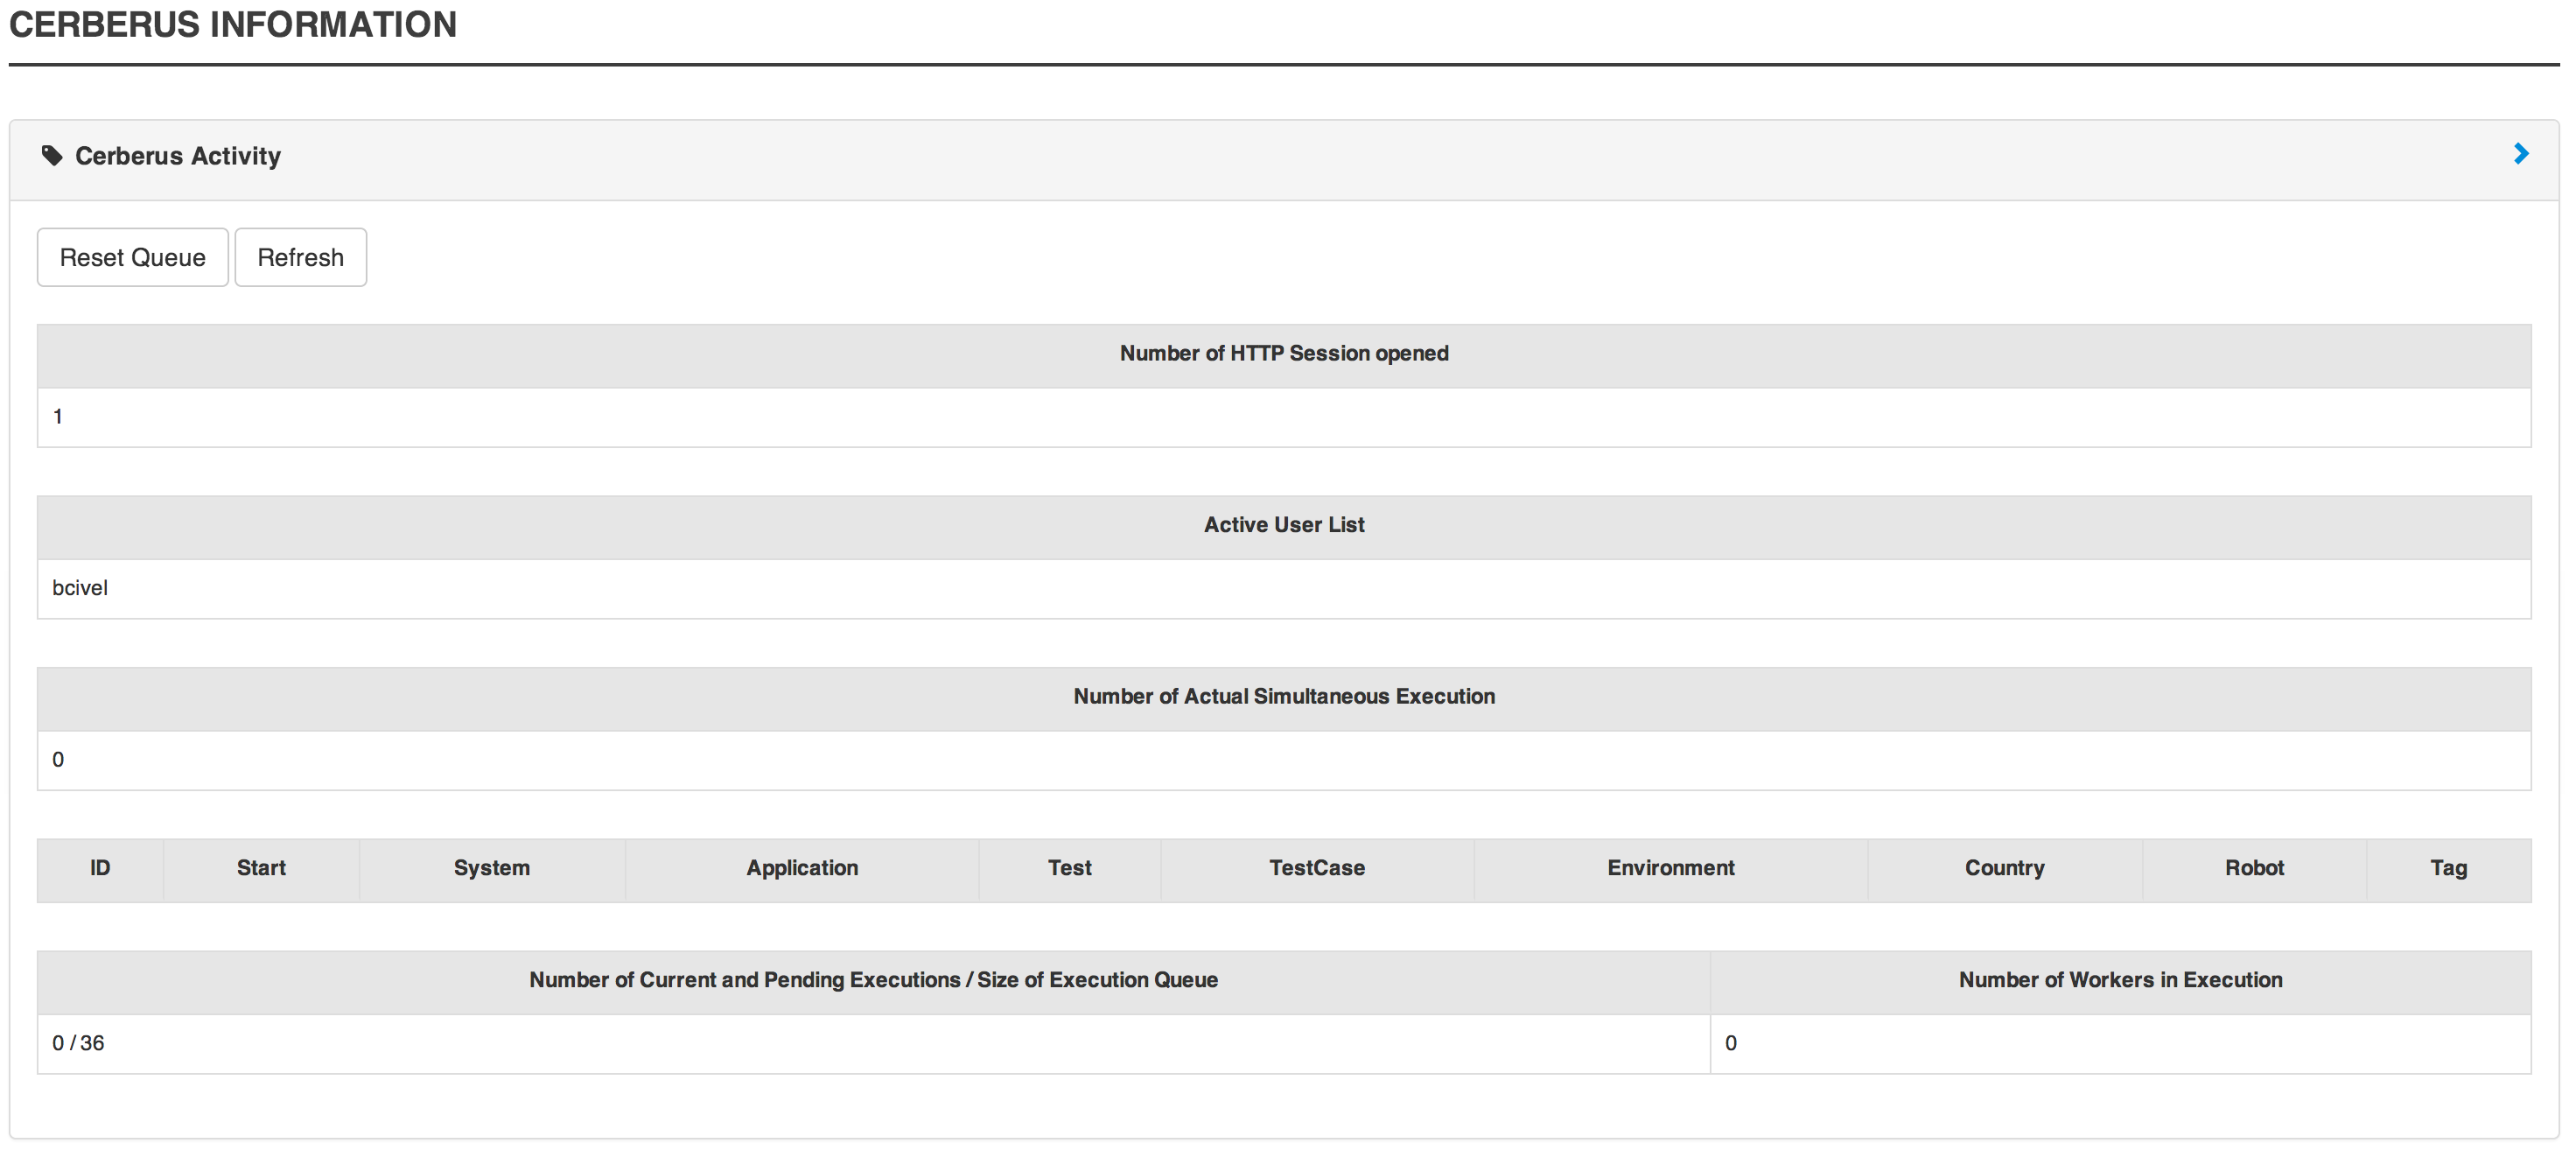 CERBERUS INFORMATION
Cerberus Activity
Reset Queue Refresh
Number of HTTP Session opened
1
Active User List
bcivel
Number of Actual Simultaneous Execution
0
ID Start System Application Test TestCase Environment Country Robot Tag
Number of Current and Pending Executions / Size of Execution Queue Number of Workers in Execution
0 / 36 0